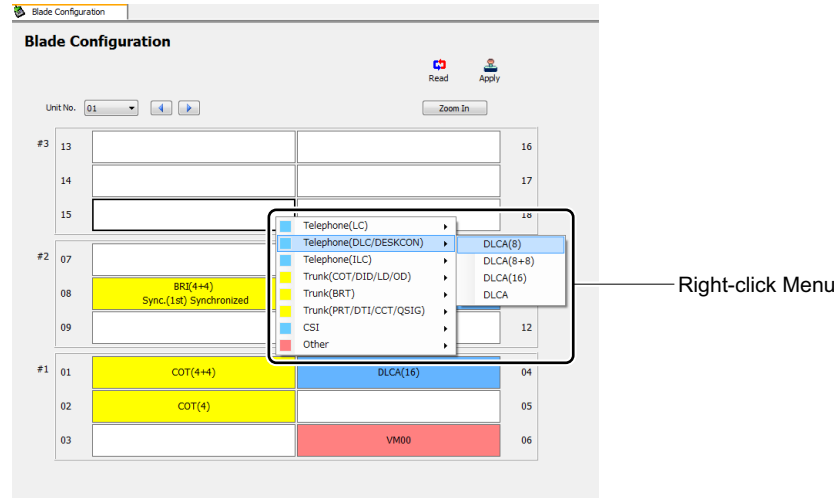 Blade Configuration
Blade Configuration
Read Apply
Unit No. 01 Zoom In
#3 13 16
14 17
15 18
Telephone(LC)
Telephone(DLC/DESKCON) DLCA(8)
#2 07
Telephone(ILC) DLCA(8+8)
Trunk(COT/DID/LD/OD) DLCA(16)
Right-click Menu
08 BRI(4+4) Trunk(BRT) DLCA
Sync.(1st) Synchronized
Trunk(PRT/DTI/CCT/QSIG)
09 CSI 12
Other
#1 01 COT(4+4) DLCA(16) 04
02 COT(4) 05
03 VM00 06